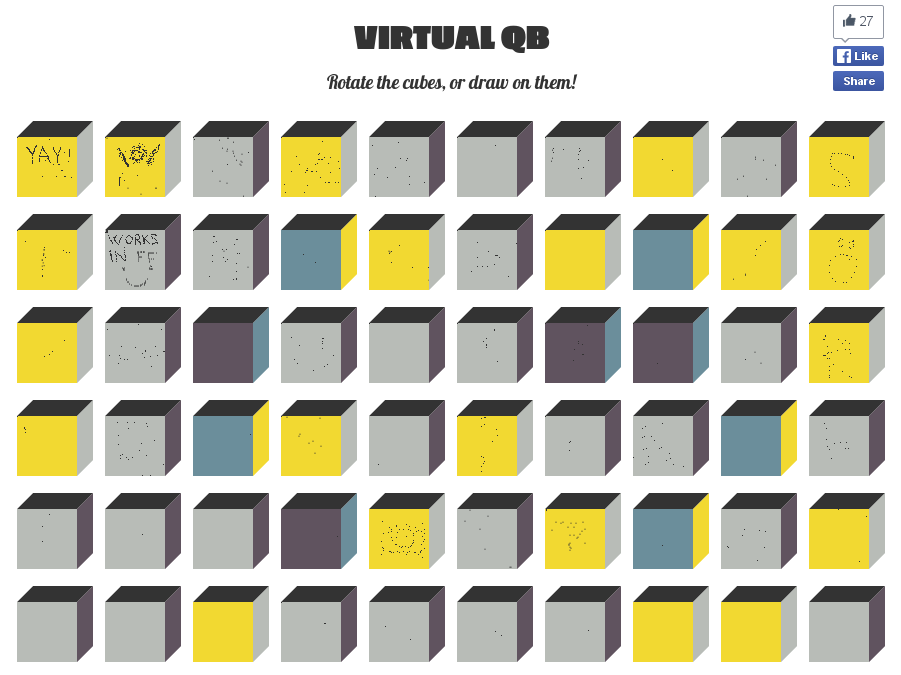 VIRTUAL QB
27
Like
Share
Rotate the cubes, or draw on them!
YAY!
S
WORKS
IN FF